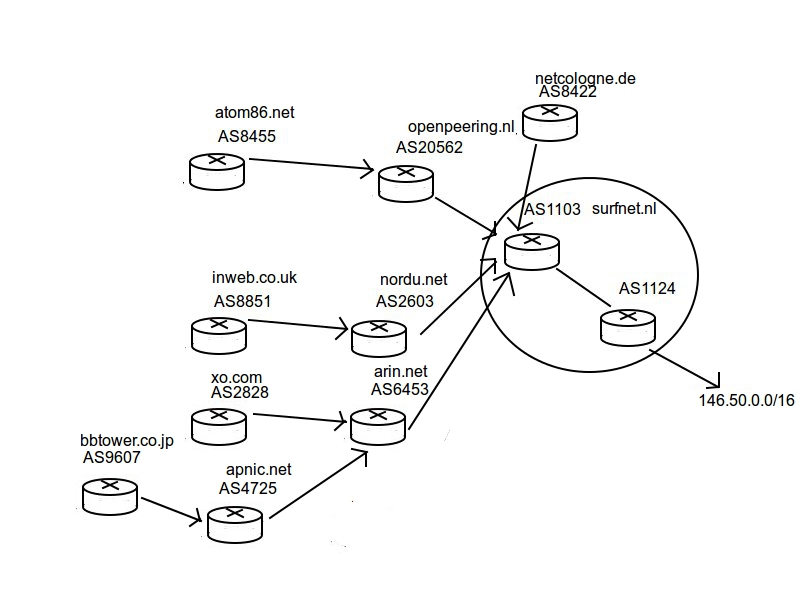 netcologne.de
AS8422
atom86.net
AS8455
openpeering.nl
AS20562
AS1103 surfnet.nl
inweb.co.uk
AS8851
nordu.net
AS2603
AS1124
xo.com
AS2828
arin.net
AS6453
146.50.0.0/16
bbtower.co.jp
AS9607
apnic.net
AS4725